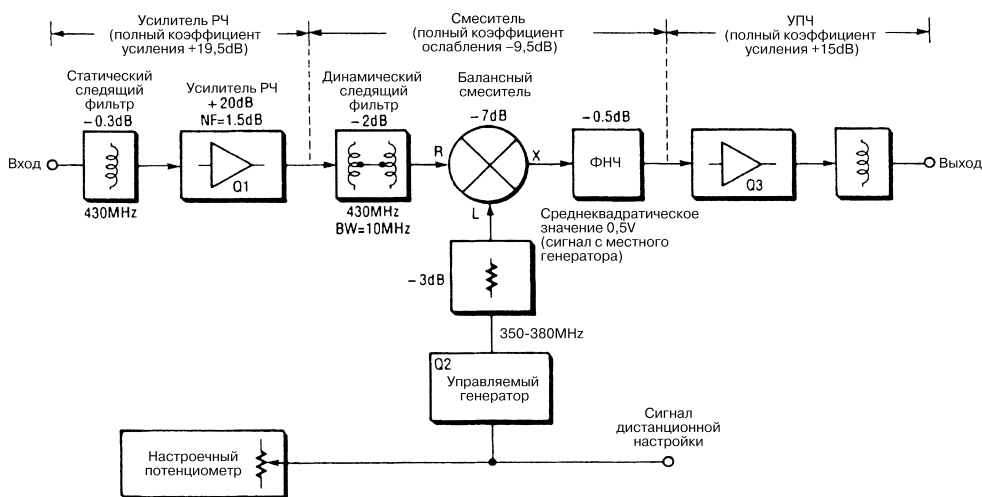 Усилитель РЧ
(полный коэффициент
усиления +19,5dB)
Смеситель
(полный коэффициент
ослабления –9,5dB)
УПЧ
(полный коэффициент
усиления +15dB)
Статический
следящий
фильтр
–0.3dB
Усилитель РЧ
+20dB
NF=1.5dB
Динамический
следящий
фильтр
–2dB
Балансный
смеситель
–7dB
–0.5dB
Вход
430MHz
Q1
430MHz
BW=10MHz
R
X
L
ФНЧ
Q3
Выход
Среднеквадратическое
значение 0,5V
(сигнал с местного
генератора)
–3dB
350-380MHz
Q2
Управляемый
генератор
Сигнал
дистанционной
настройки
Настроечный
потенциометр